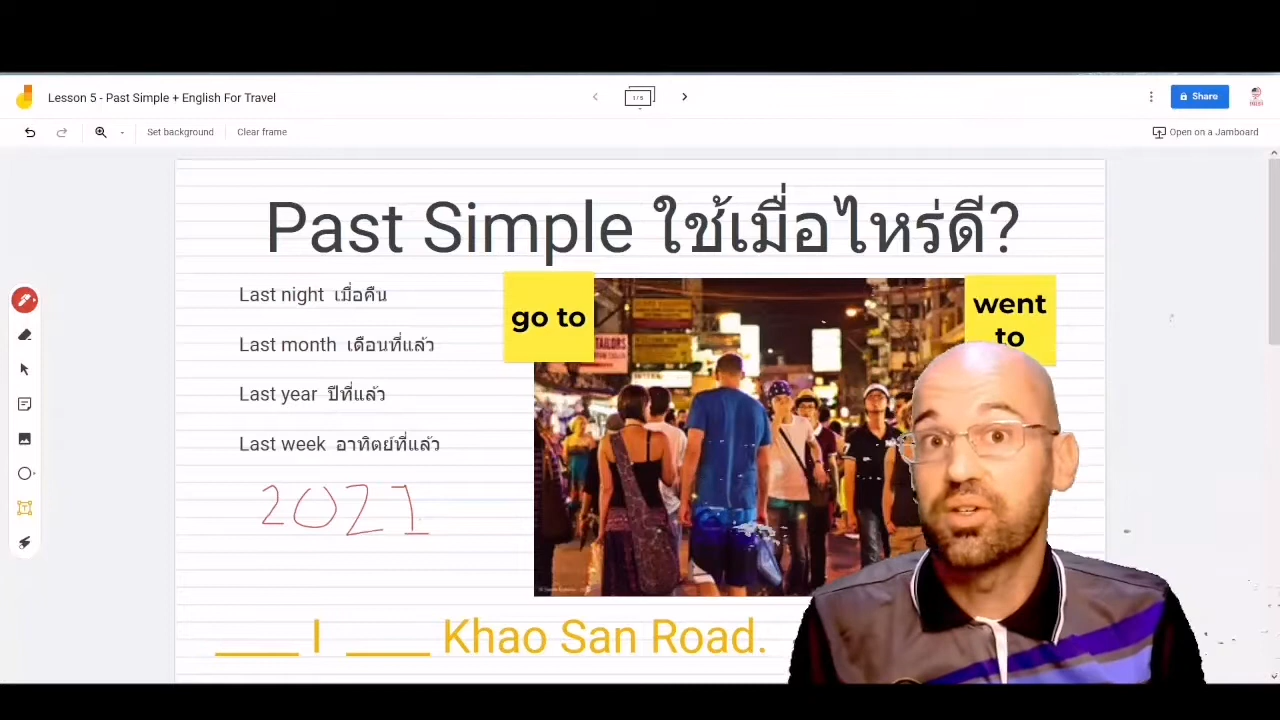 Lesson 5 - Past Simple + English For Travel
1 / 5
Share
Set background
Clear frame
Open on a Jamboard
Past Simple ใช้เมื่อไหร่ดี?
Last night เมื่อคืน
Last month เดือนที่แล้ว
Last year ปีที่แล้ว
Last week อาทิตย์ที่แล้ว
2021
go to
went
to
TAILORS
____ I ____ Khao San Road.